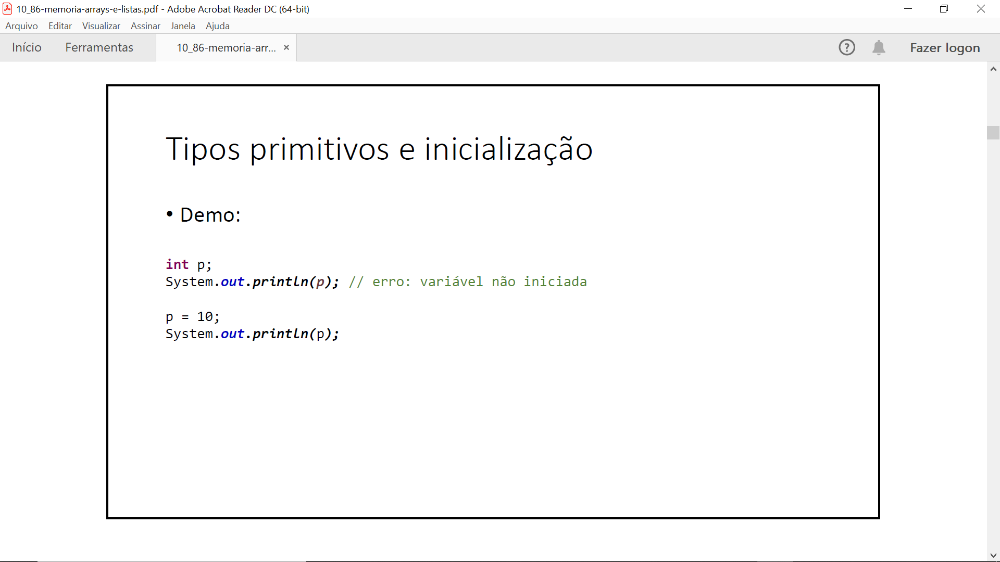 10_86-memoria-arrays-e-listas.pdf - Adobe Acrobat Reader DC (64-bit)
Arquivo Editar Visualizar Assinar Janela Ajuda
Início Ferramentas 10_86-memoria-arr... × ? Fazer logon
Tipos primitivos e inicialização
• Demo:
int p;
System.out.println(p); // erro: variável não iniciada
p = 10;
System.out.println(p);